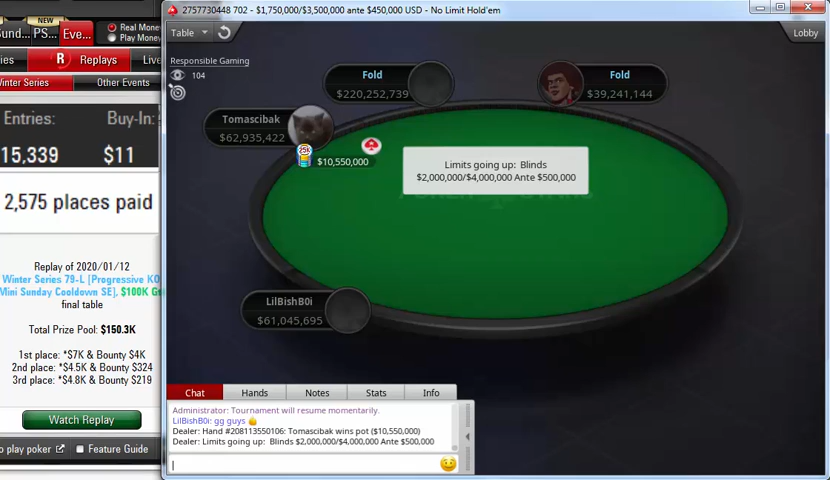 2757730448 702 - $1,750,000/$3,500,000 ante $450,000 USD - No Limit Hold'em
Table
Lobby
Responsible Gaming
104
Fold
$220,252,739
Fold
$39,241,144
Tomascibak
$62,935,422
25K
$10,550,000
Limits going up: Blinds
$2,000,000/$4,000,000 Ante $500,000
LilBishB0i
$61,045,695
Chat
Hands
Notes
Stats
Info
Administrator: Tournament will resume momentarily.
LilBishB0i: gg guys
Dealer: Hand #208113550106: Tomascibak wins pot ($10,550,000)
Dealer: Limits going up: Blinds $2,000,000/$4,000,000 Ante $500,000
NEW
PS...
Eve...
Real Mone
Play Money
Replays
Live
inter Series
Other Events
Entries:
Buy-In:
15,339
$11
2,575 places paid
Replay of 2020/01/12
Winter Series 79-L [Progressive KO
Mini Sunday Cooldown SE], $100K G
final table
Total Prize Pool: $150.3K
1st place: *$7K & Bounty $4K
2nd place: *$4.5K & Bounty $324
3rd place: *$4.8K & Bounty $219
Watch Replay
o play poker
Feature Guide